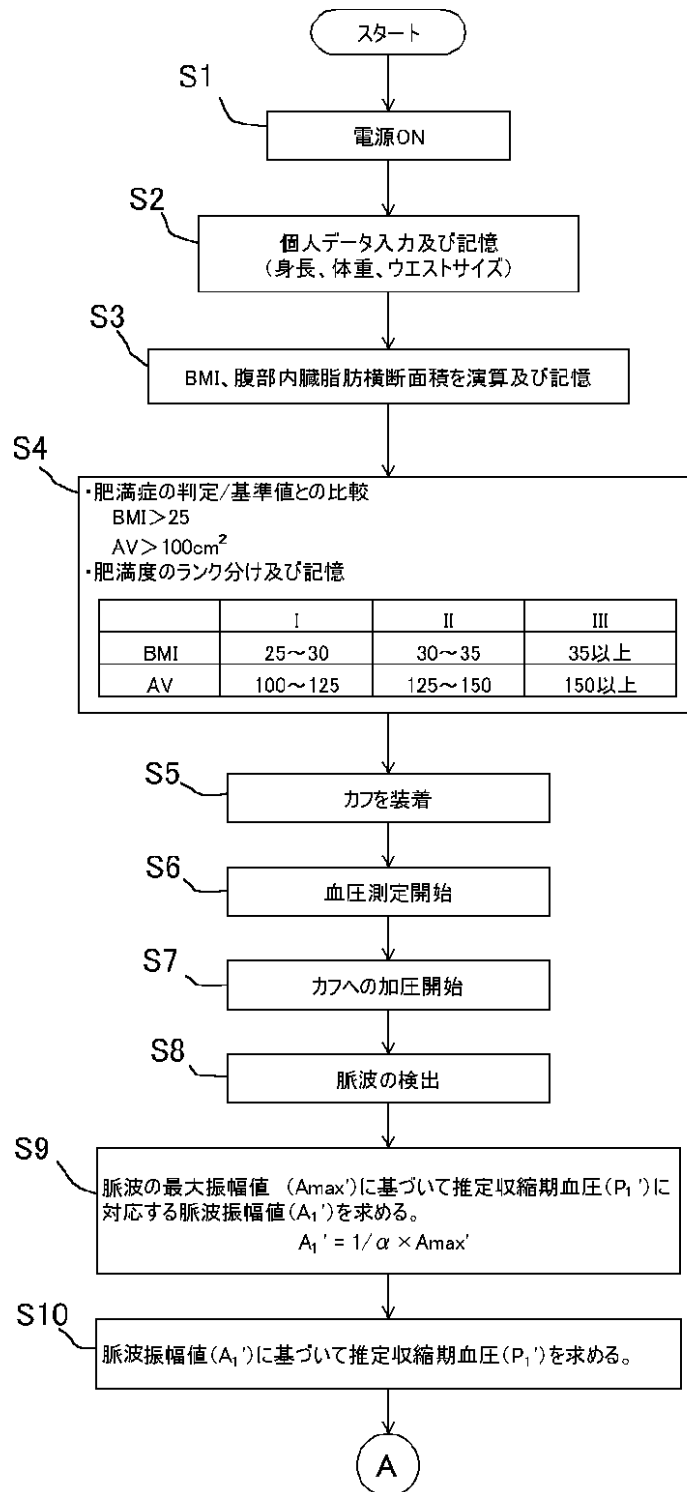 スタート
S1
電源ON
S2
個人データ入力及び記憶
(身長、体重、ウエストサイズ)
S3
BMI、腹部内臓脂肪横断面積を演算及び記憶
S4
・肥満症の判定/基準値との比較
BMI>25
AV>100cm²
・肥満度のランク分け及び記憶
I II III
BMI 25~30 30~35 35以上
AV 100~125 125~150 150以上
S5
カフを装着
S6
血圧測定開始
S7
カフへの加圧開始
S8
脈波の検出
S9
脈波の最大振幅値 (Amax')に基づいて推定収縮期血圧(P₁')に
対応する脈波振幅値(A₁')を求める。
A₁' = 1/α × Amax'
S10
脈波振幅値(A₁')に基づいて推定収縮期血圧(P₁')を求める。
A